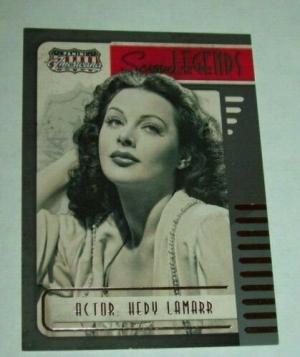 PANINI
Americana
Screen LEGENDS
ACTOR: HEDY LAMARR